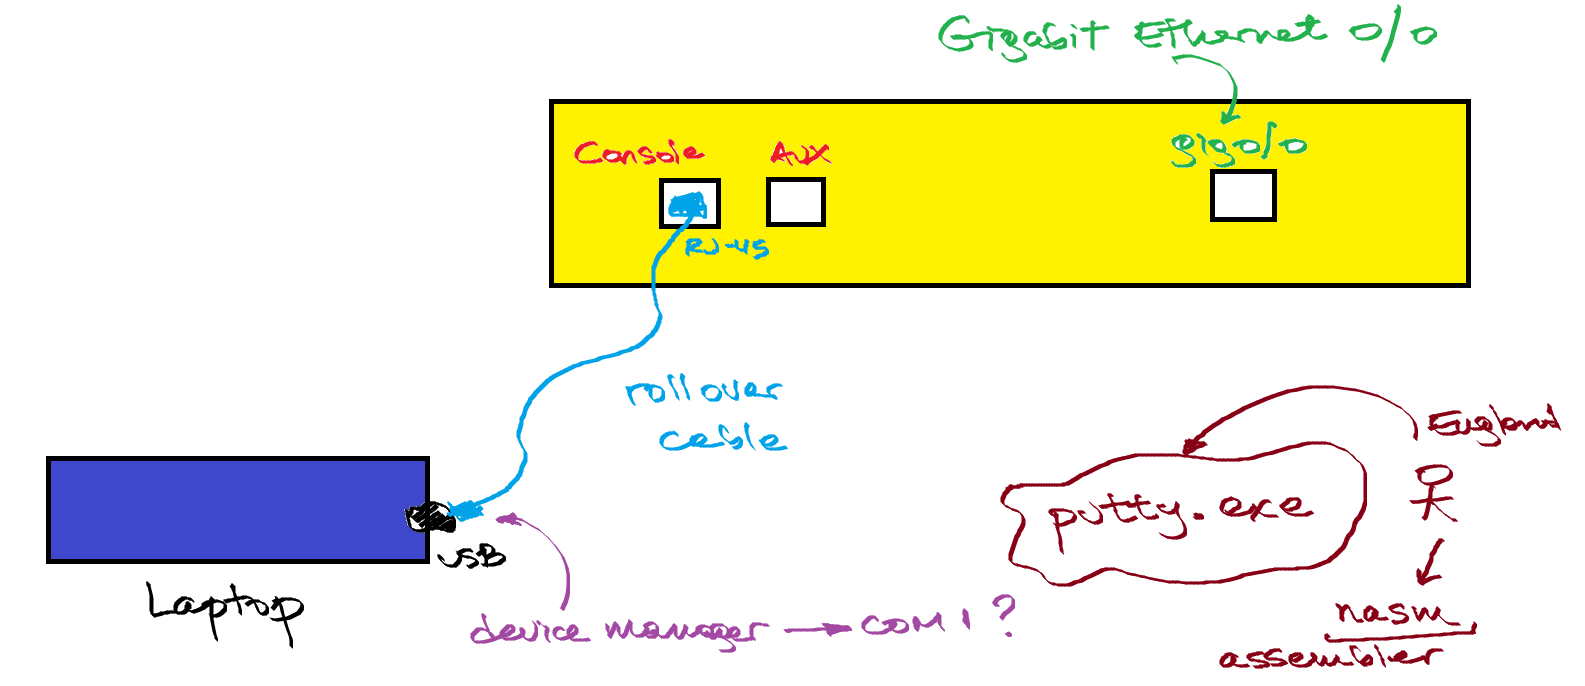 Gigabit Ethernet 0/0
Console
Aux
gig0/0
RJ-45
rollover
cable
England
putty.exe
USB
Laptop
device manager → COM 1 ?
nasm
assembler